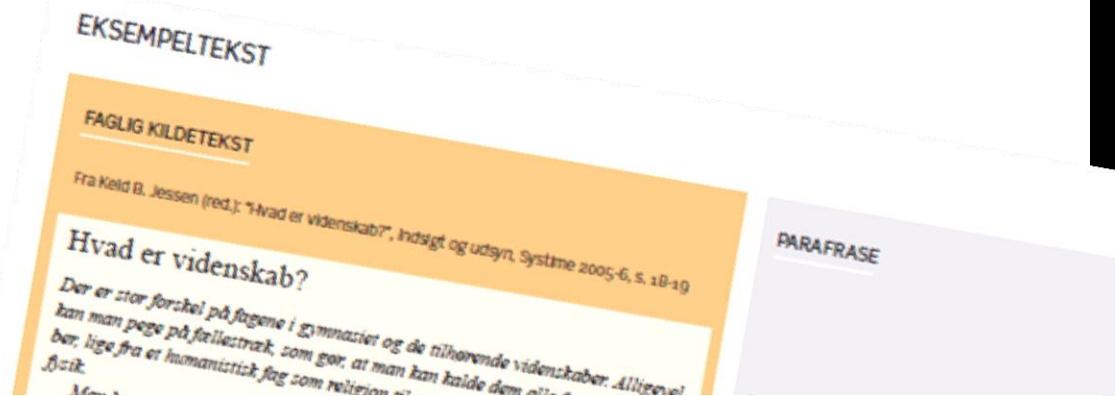 EKSEMPELTEKST
FAGLIG KILDETEKST
Fra Keld B. Jessen (red.): "Hvad er videnskab?", Indsigt og udsyn, Systime 2005-6, s. 18-19
Hvad er videnskab?
Der er stor forskel på fagene i gymnasiet og de tilhørende videnskaber. Alligevel
kan man pege på fællestræk, som gør, at man kan kalde dem alle
ber, lige fra et humanistisk fag som religion
fysik.
PARAFRASE